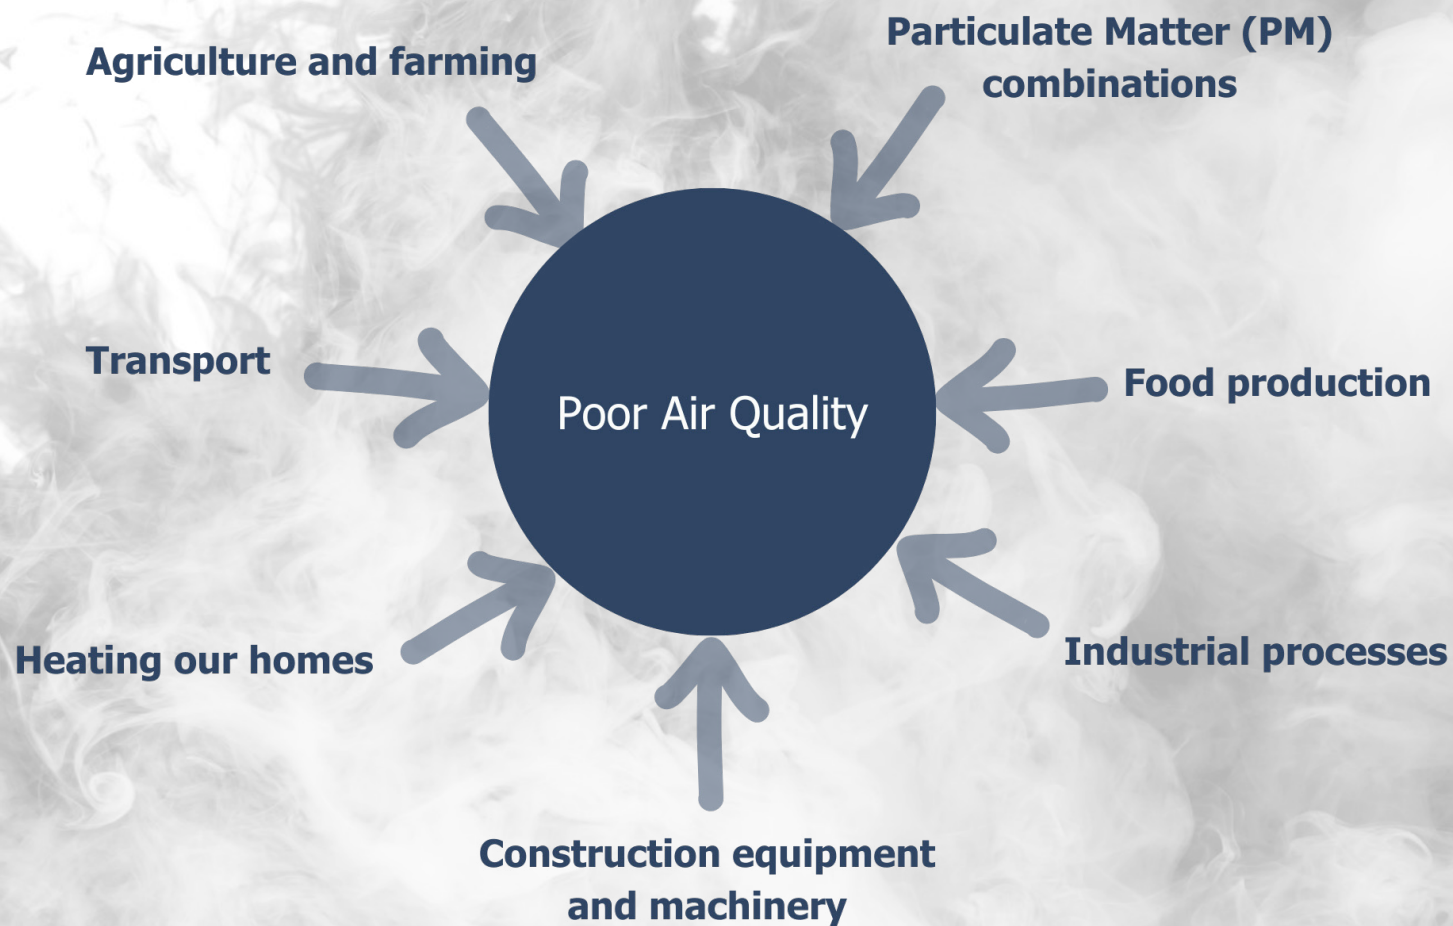 Agriculture and farming
Particulate Matter (PM)
combinations
Transport
Poor Air Quality
Food production
Heating our homes
Industrial processes
Construction equipment
and machinery